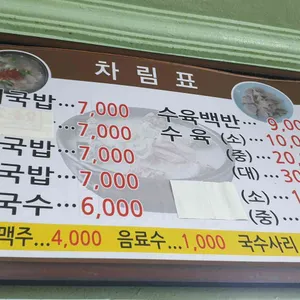 차림표
국밥…7,000
…7,000
국밥…7,000
국밥…7,000
국수…6,000
수육백반…9,00
수육(소)…10,0
(중)…20,
(대)…30
(소)…1
(중)…
맥주…4,000 음료수…1,000 국수사리